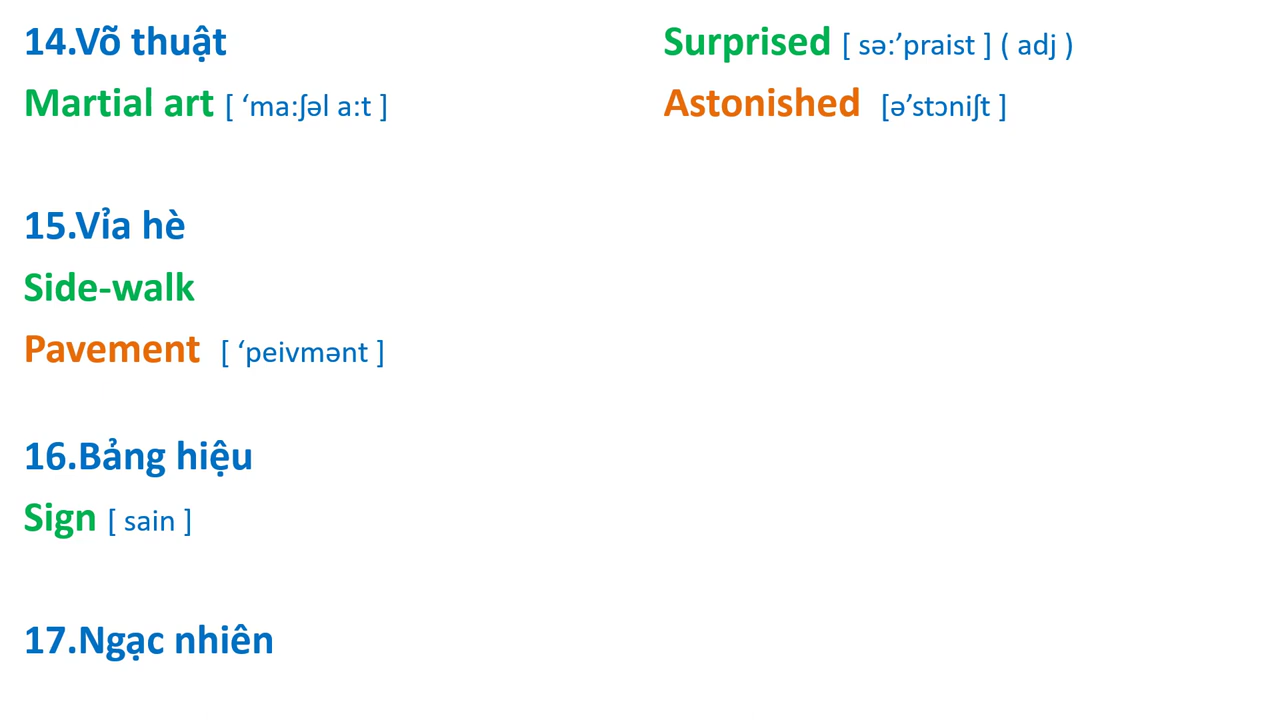 14.Võ thuật
Martial art [ ‘ma:ʃəl a:t ]
15.Vỉa hè
Side-walk
Pavement [ ‘peivmənt ]
16.Bảng hiệu
Sign [ sain ]
17.Ngạc nhiên
Surprised [ sə:’praist ] ( adj )
Astonished [ə’stɔniʃt ]